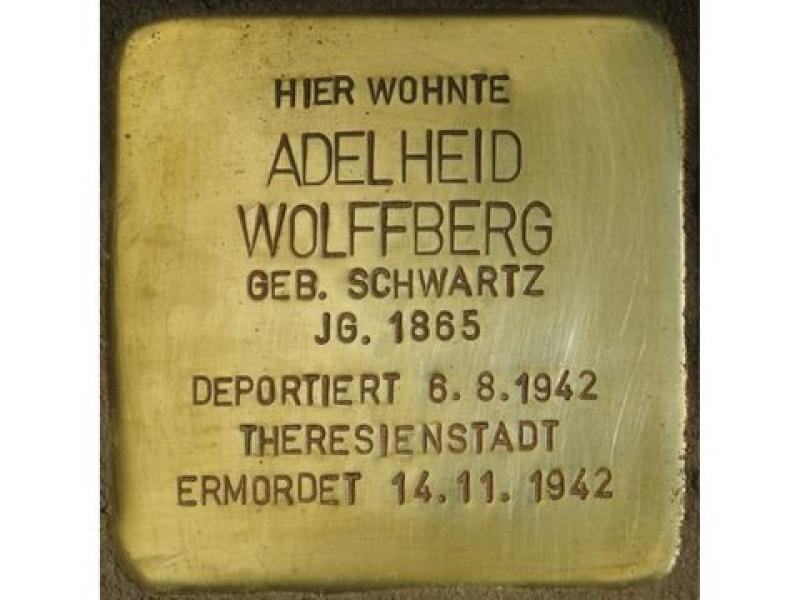 HIER WOHNTE
ADELHEID
WOLFFBERG
GEB. SCHWARTZ
JG. 1865
DEPORTIERT 6.8.1942
THERESIENSTADT
ERMORDET 14.11.1942